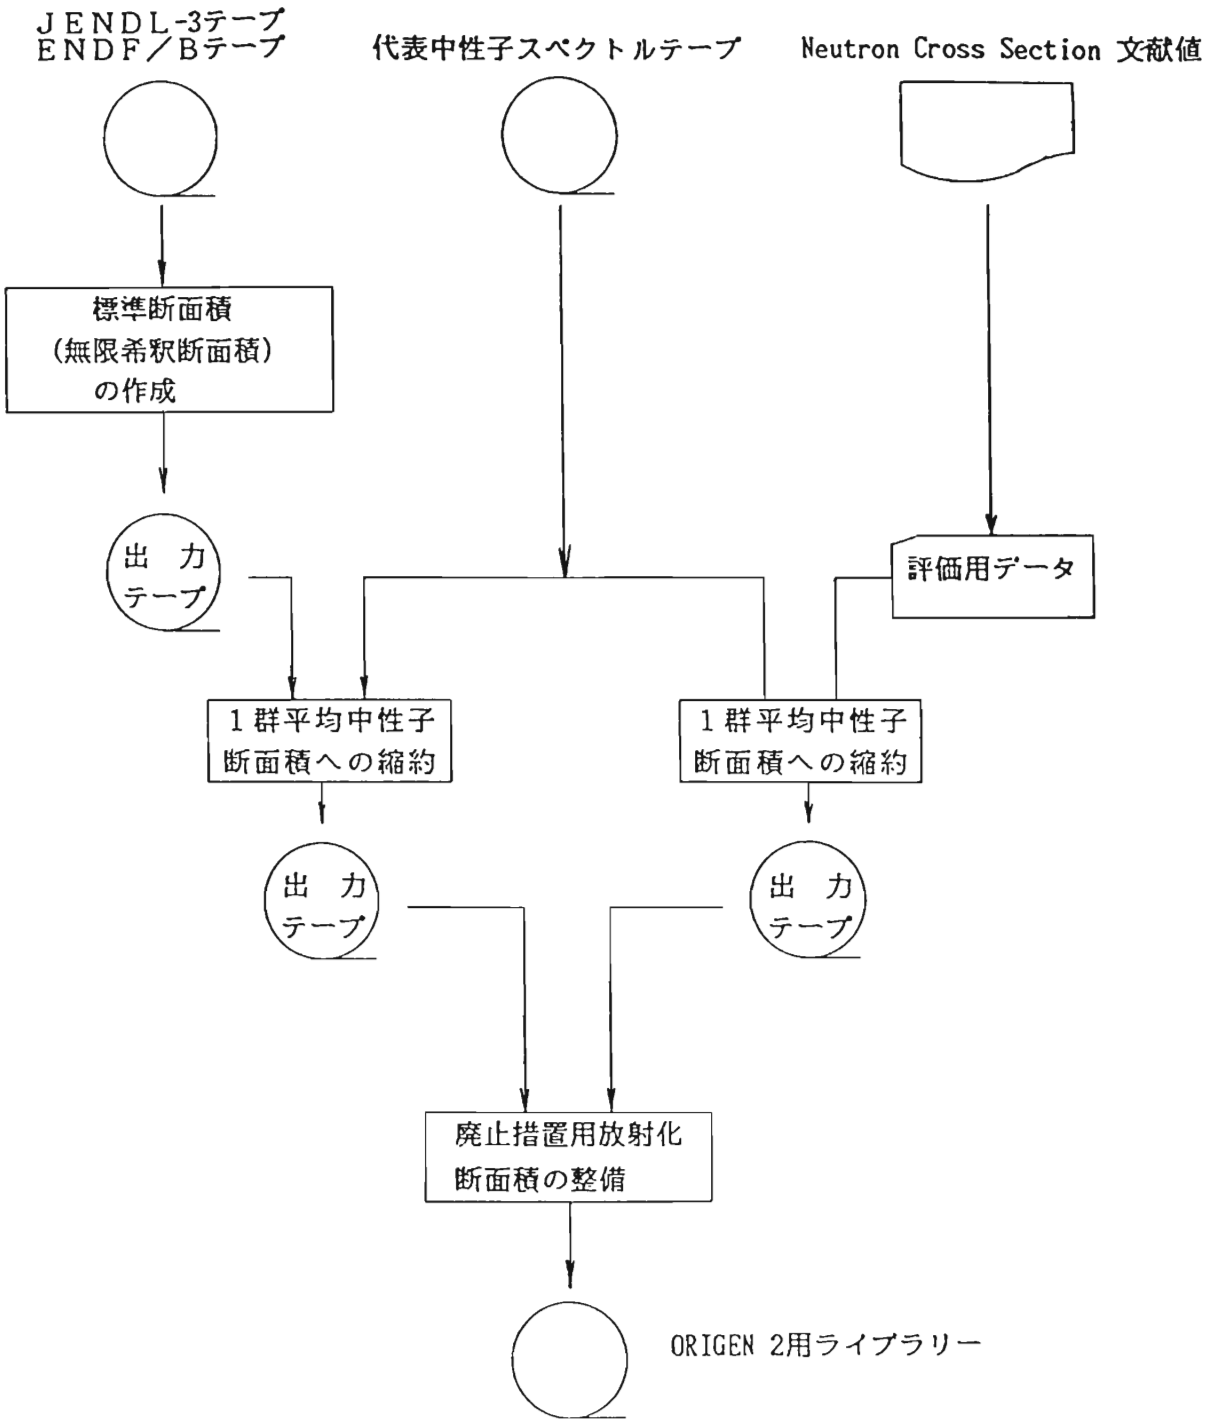 JENDL-3テープ
ENDF／Bテープ
代表中性子スペクトルテープ
Neutron Cross Section 文献値
標準断面積
(無限希釈断面積)
の作成
出　力
テープ
評価用データ
１群平均中性子
断面積への縮約
１群平均中性子
断面積への縮約
出　力
テープ
出　力
テープ
廃止措置用放射化
断面積の整備
ORIGEN 2用ライブラリー